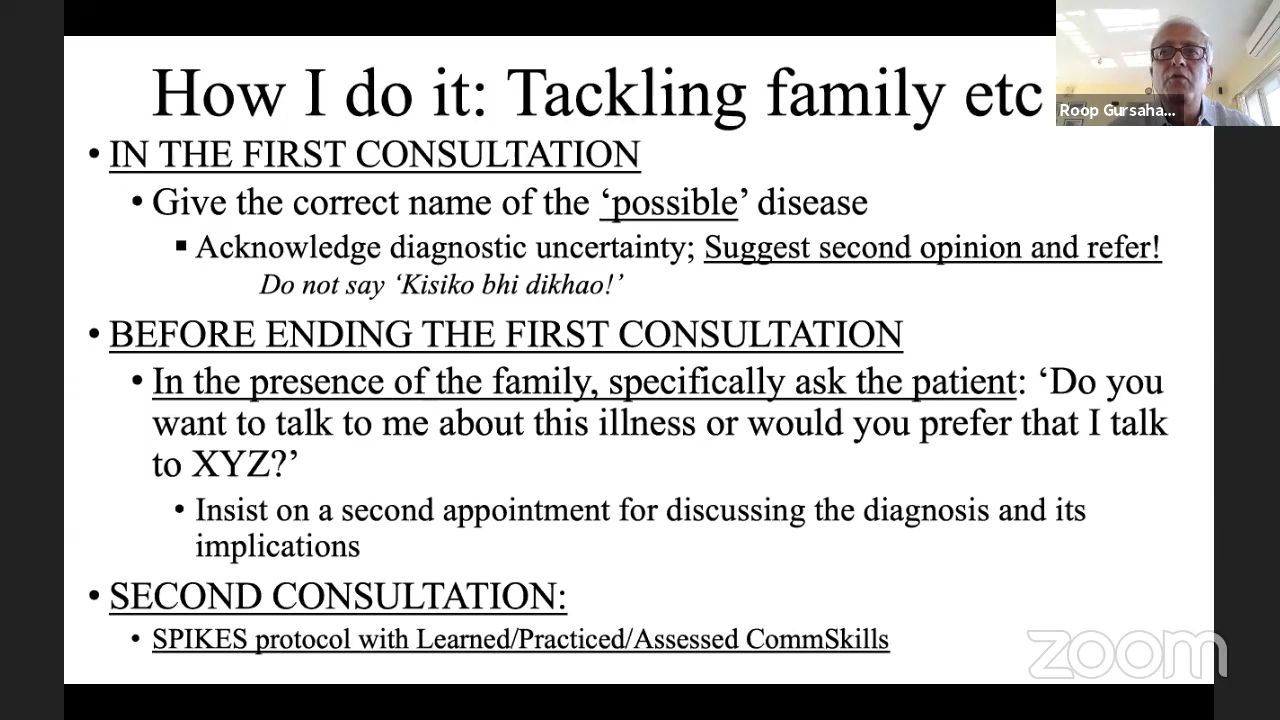 How I do it: Tackling family etc
Roop Gursaha...
• IN THE FIRST CONSULTATION
• Give the correct name of the ‘possible’ disease
▪ Acknowledge diagnostic uncertainty; Suggest second opinion and refer!
Do not say ‘Kisiko bhi dikhao!’
• BEFORE ENDING THE FIRST CONSULTATION
• In the presence of the family, specifically ask the patient: ‘Do you
want to talk to me about this illness or would you prefer that I talk
to XYZ?’
• Insist on a second appointment for discussing the diagnosis and its
implications
• SECOND CONSULTATION:
• SPIKES protocol with Learned/Practiced/Assessed CommSkills
zoom